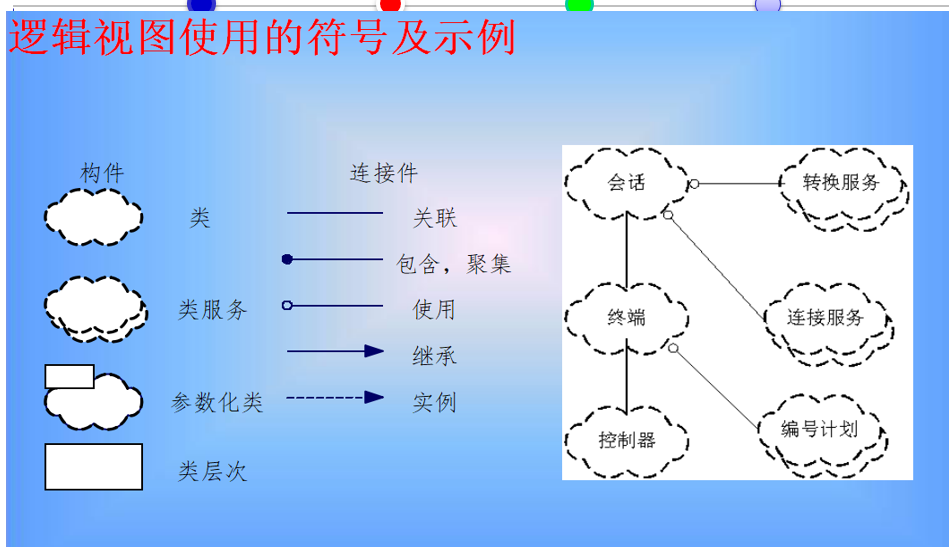 逻辑视图使用的符号及示例
构件
连接件
类
关联
包含，聚集
类服务
使用
继承
参数化类
实例
类层次
会话
转换服务
终端
连接服务
控制器
编号计划